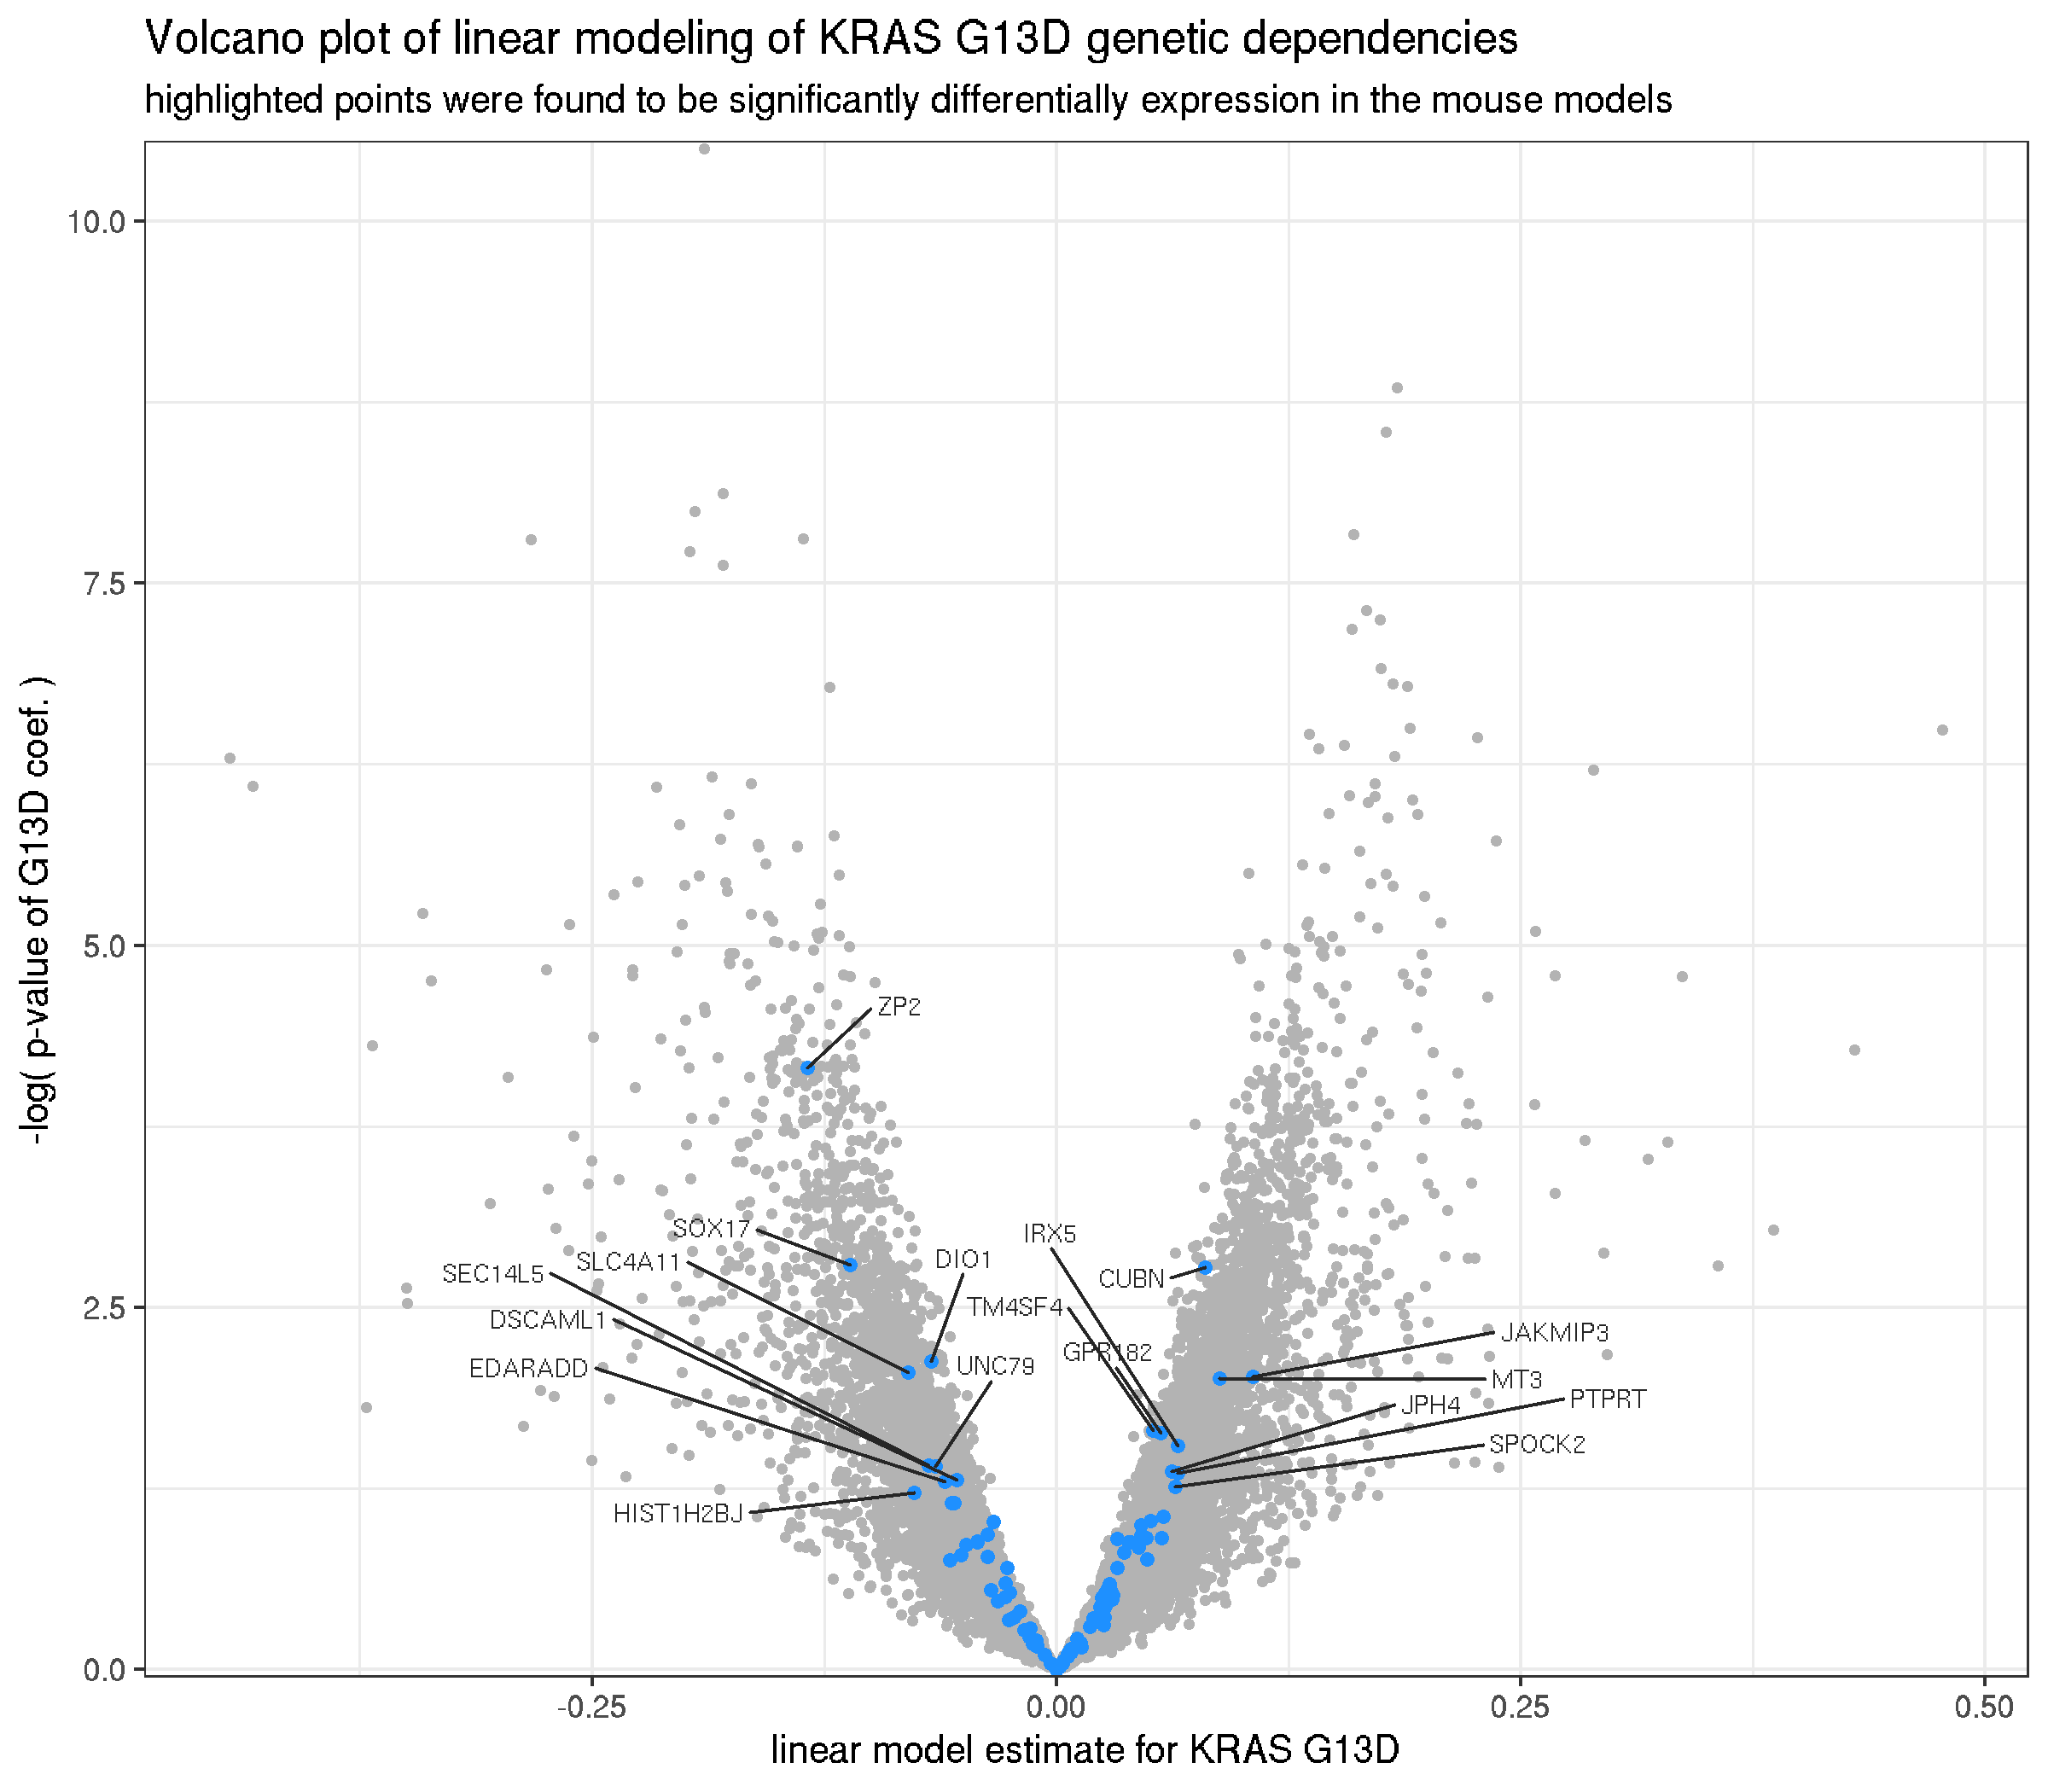 Volcano plot of linear modeling of KRAS G13D genetic dependencies
highlighted points were found to be significantly differentially expression in the mouse models
-log( p-value of G13D coef. )
10.0
7.5
5.0
2.5
0.0
ZP2
SOX17
IRX5
SLC4A11
DIO1
SEC14L5
CUBN
TM4SF4
DSCAML1
JAKMIP3
GPR182
EDARADD
UNC79
MT3
PTPRT
JPH4
SPOCK2
HIST1H2BJ
-0.25
0.00
0.25
0.50
linear model estimate for KRAS G13D